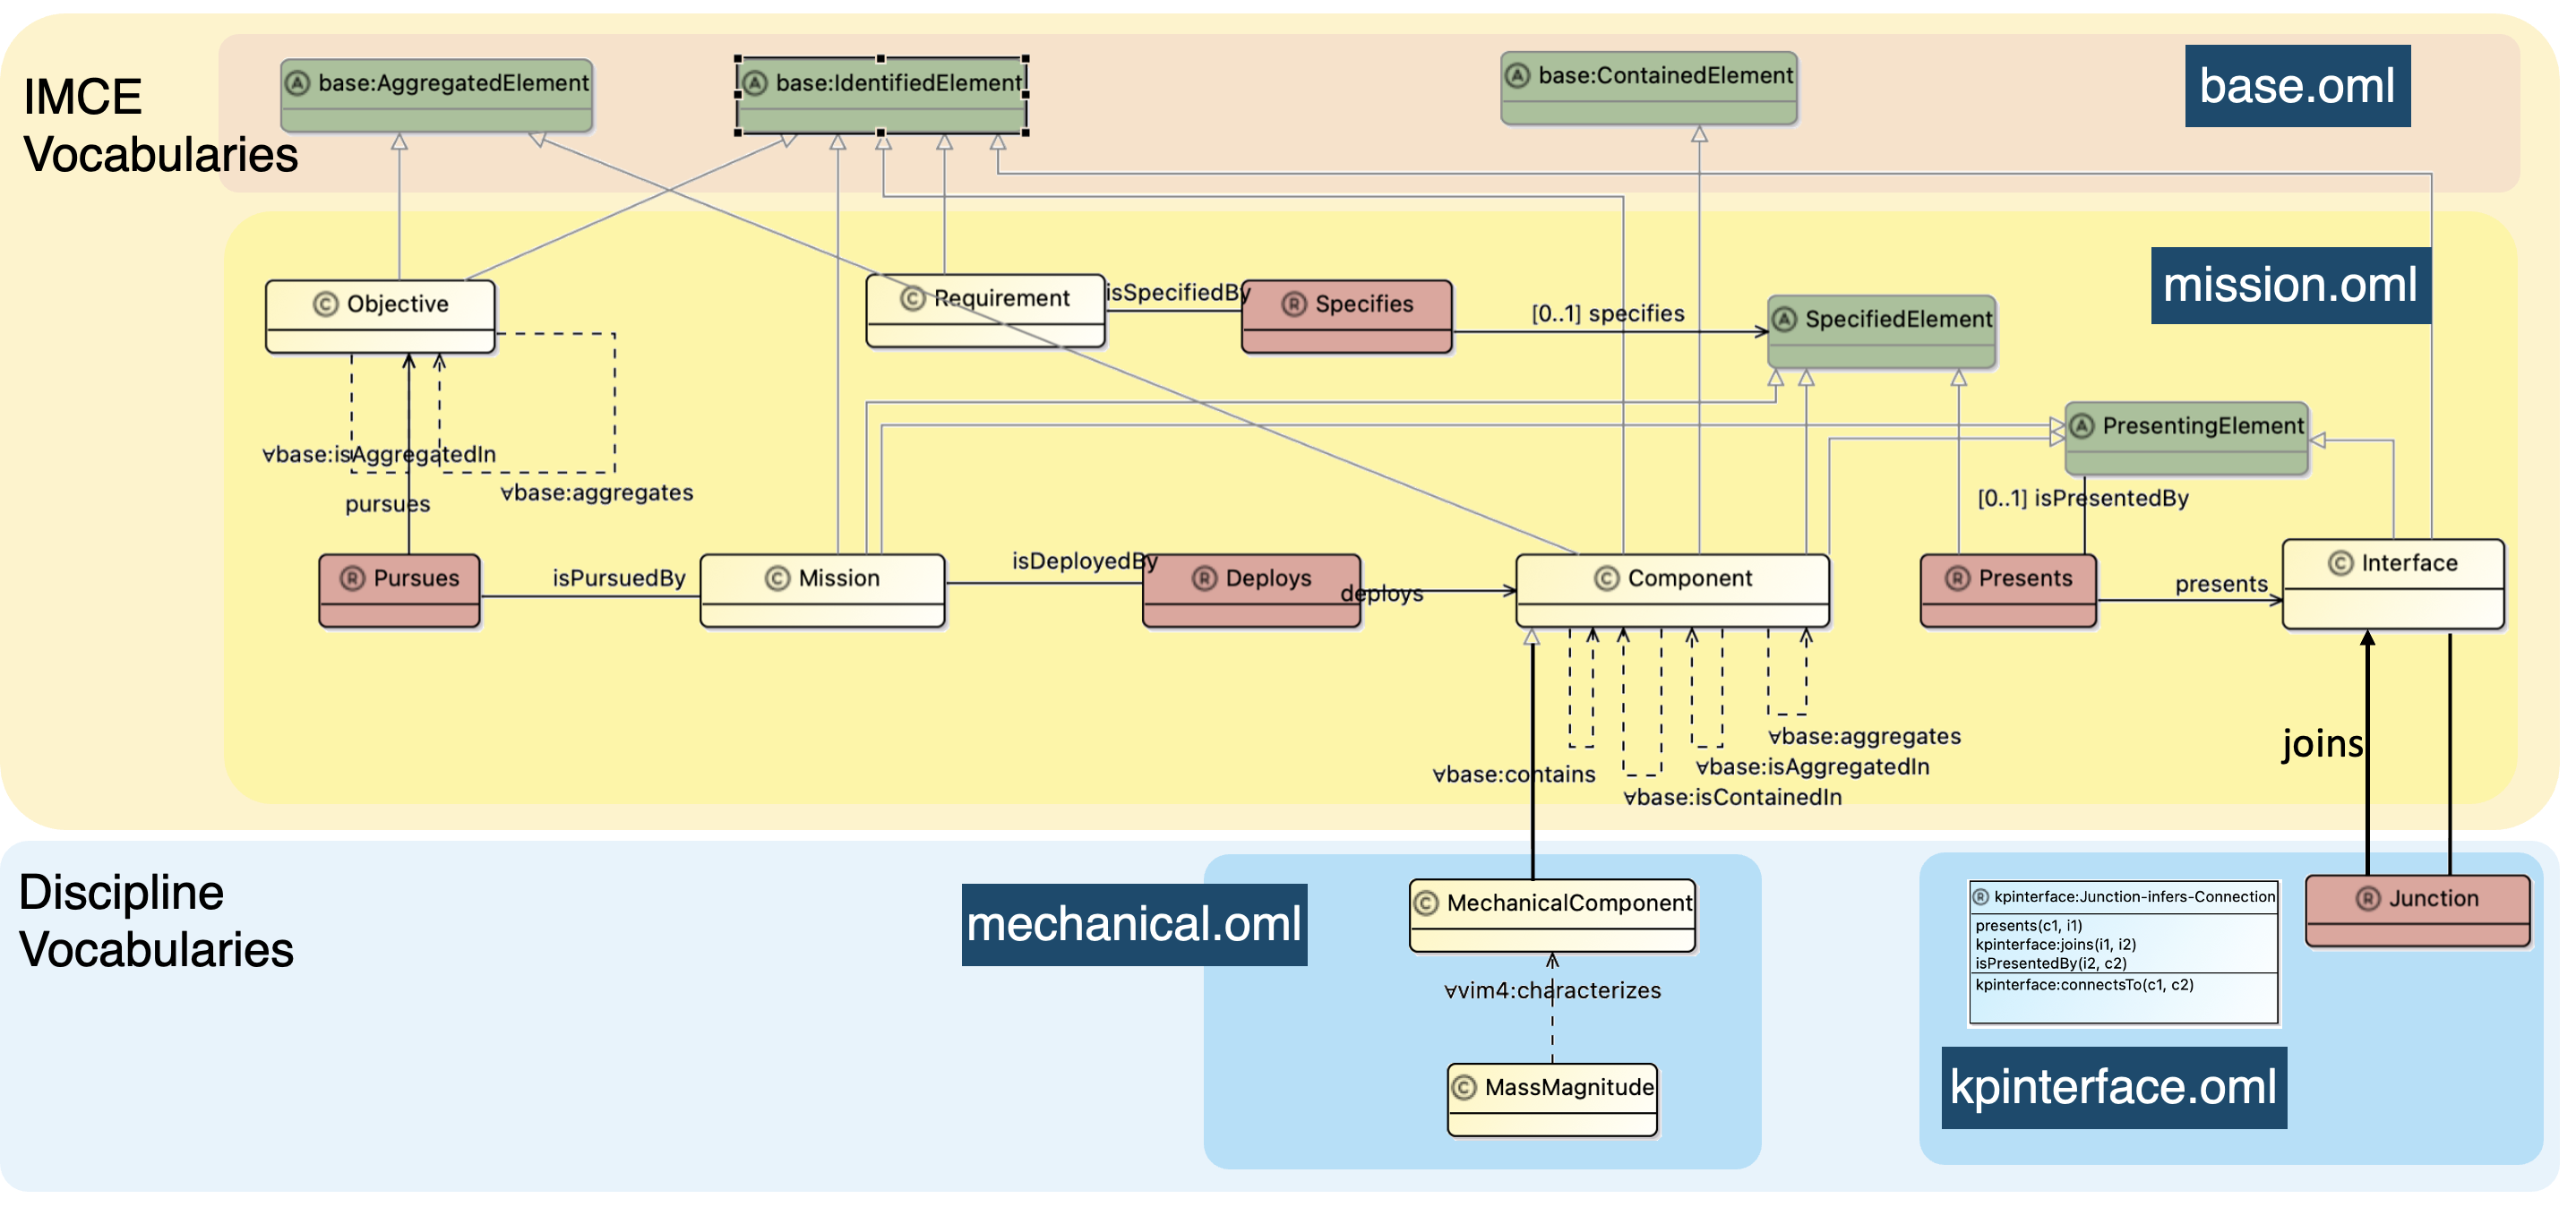 IMCE
Vocabularies
A base:AggregatedElement
A base:IdentifiedElement
A base:ContainedElement
base.oml
mission.oml
C Objective
C Requirement
isSpecifiedBy
R Specifies
[0..1] specifies
A SpecifiedElement
A PresentingElement
∀base:isAggregatedIn
∀base:aggregates
pursues
[0..1] isPresentedBy
R Pursues
isPursuedBy
C Mission
isDeployedBy
R Deploys
deploys
C Component
R Presents
presents
C Interface
joins
∀base:contains
∀base:aggregates
∀base:isAggregatedIn
∀base:isContainedIn
Discipline
Vocabularies
mechanical.oml
C MechanicalComponent
∀vim4:characterizes
C MassMagnitude
R kpinterface:Junction-infers-Connection
presents(c1, i1)
kpinterface:joins(i1, i2)
isPresentedBy(i2, c2)
kpinterface:connectsTo(c1, c2)
R Junction
kpinterface.oml